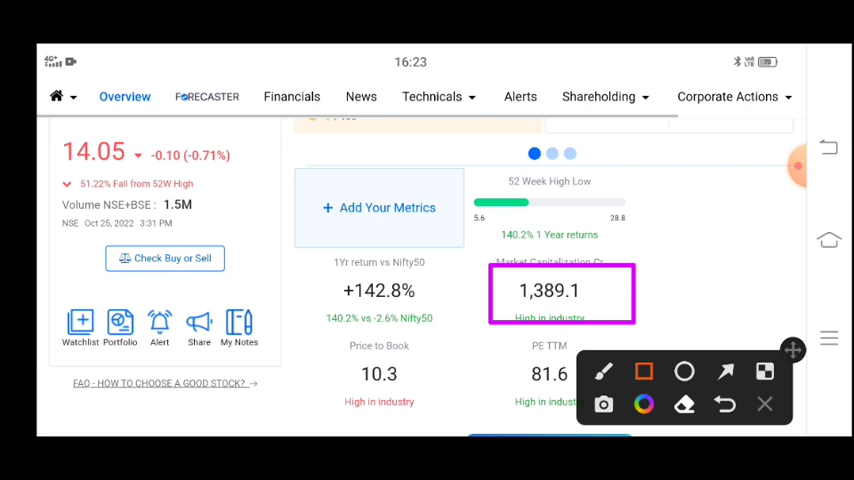 4G+
16:23
Vo) LTE 70
Overview FORECASTER Financials News Technicals Alerts Shareholding Corporate Actions
14.05 -0.10 (-0.71%)
51.22% Fall from 52W High
Volume NSE+BSE : 1.5M
NSE Oct 25, 2022 3:31 PM
Check Buy or Sell
Watchlist Portfolio Alert Share My Notes
FAQ - HOW TO CHOOSE A GOOD STOCK? →
+ Add Your Metrics
52 Week High Low
5.6 28.8
140.2% 1 Year returns
1Yr return vs Nifty50
+142.8%
140.2% vs -2.6% Nifty50
Market Capitalization Cr
1,389.1
High in industry
Price to Book
10.3
High in industry
PE TTM
81.6
High in industry